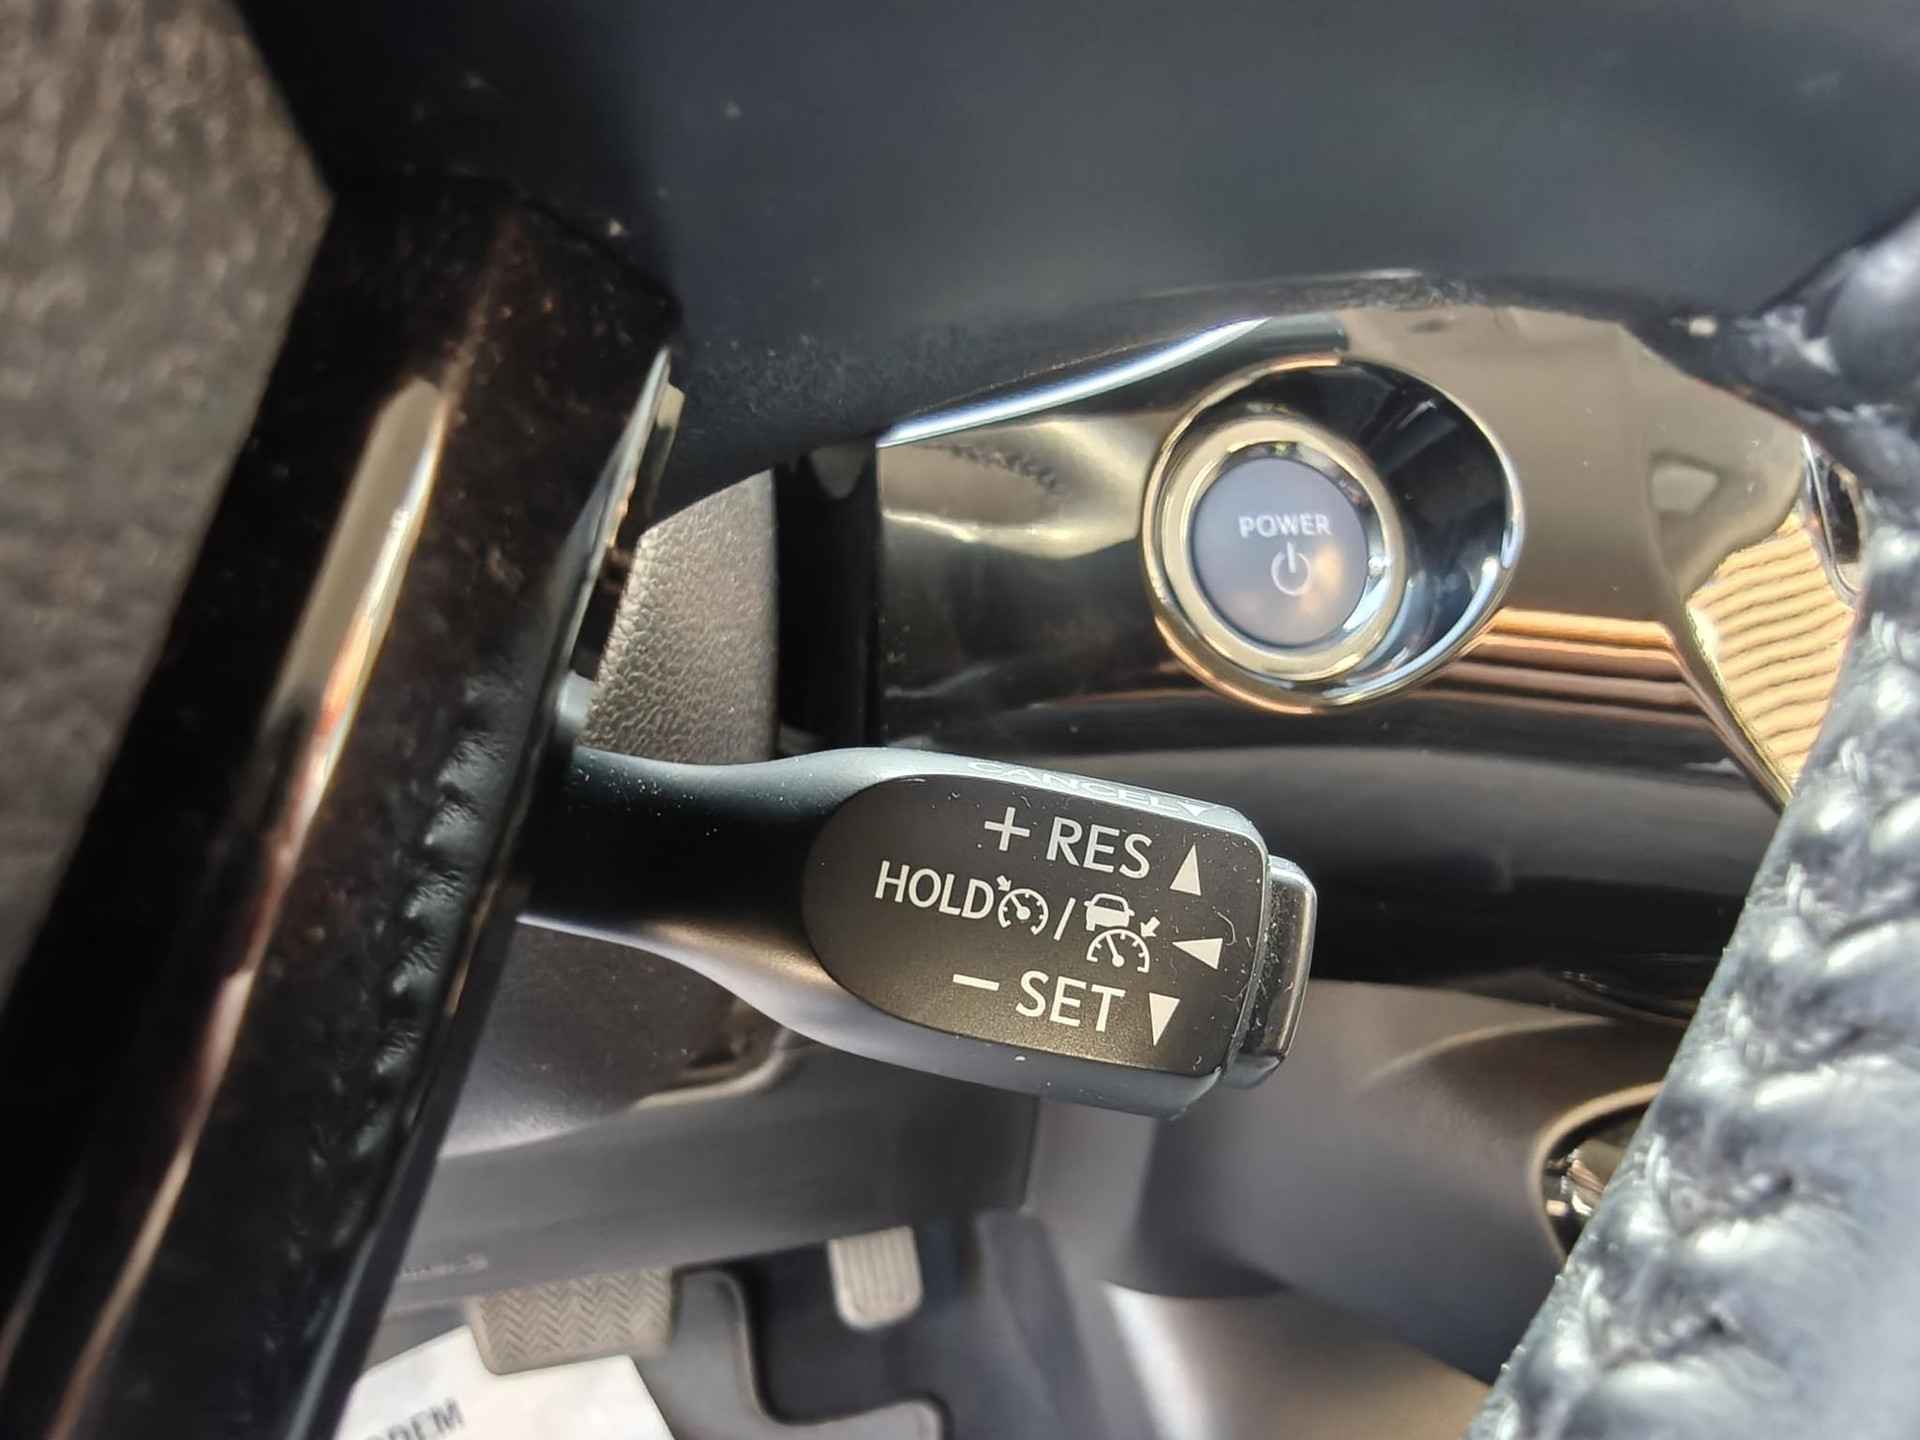 POWER
CANCEL
+ RES
HOLD /
− SET